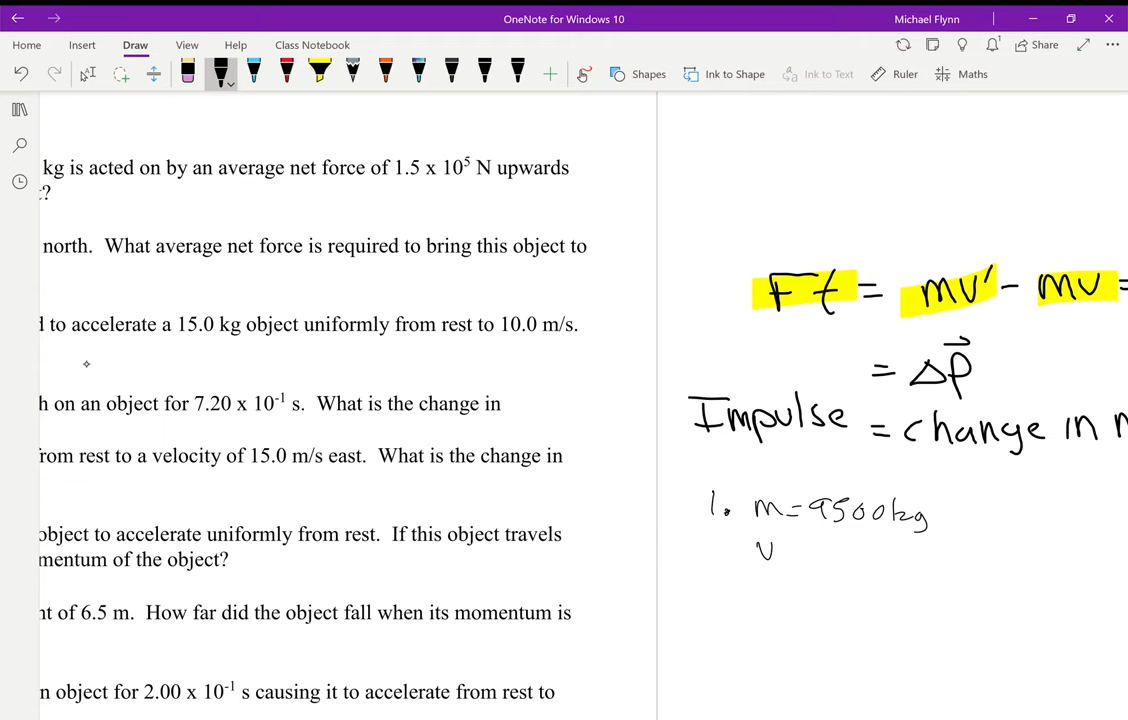 OneNote for Windows 10
Michael Flynn
Home Insert Draw View Help Class Notebook
1 Share
Shapes Ink to Shape Ink to Text Ruler Maths
kg is acted on by an average net force of 1.5 x 10⁵ N upwards
?
north. What average net force is required to bring this object to
to accelerate a 15.0 kg object uniformly from rest to 10.0 m/s.
h on an object for 7.20 x 10⁻¹ s. What is the change in
rom rest to a velocity of 15.0 m/s east. What is the change in
object to accelerate uniformly from rest. If this object travels
mentum of the object?
nt of 6.5 m. How far did the object fall when its momentum is
n object for 2.00 x 10⁻¹ s causing it to accelerate from rest to
Ft = mv' - mv =
= Δp⃗
Impulse = change in m
1. m = 9500kg
v